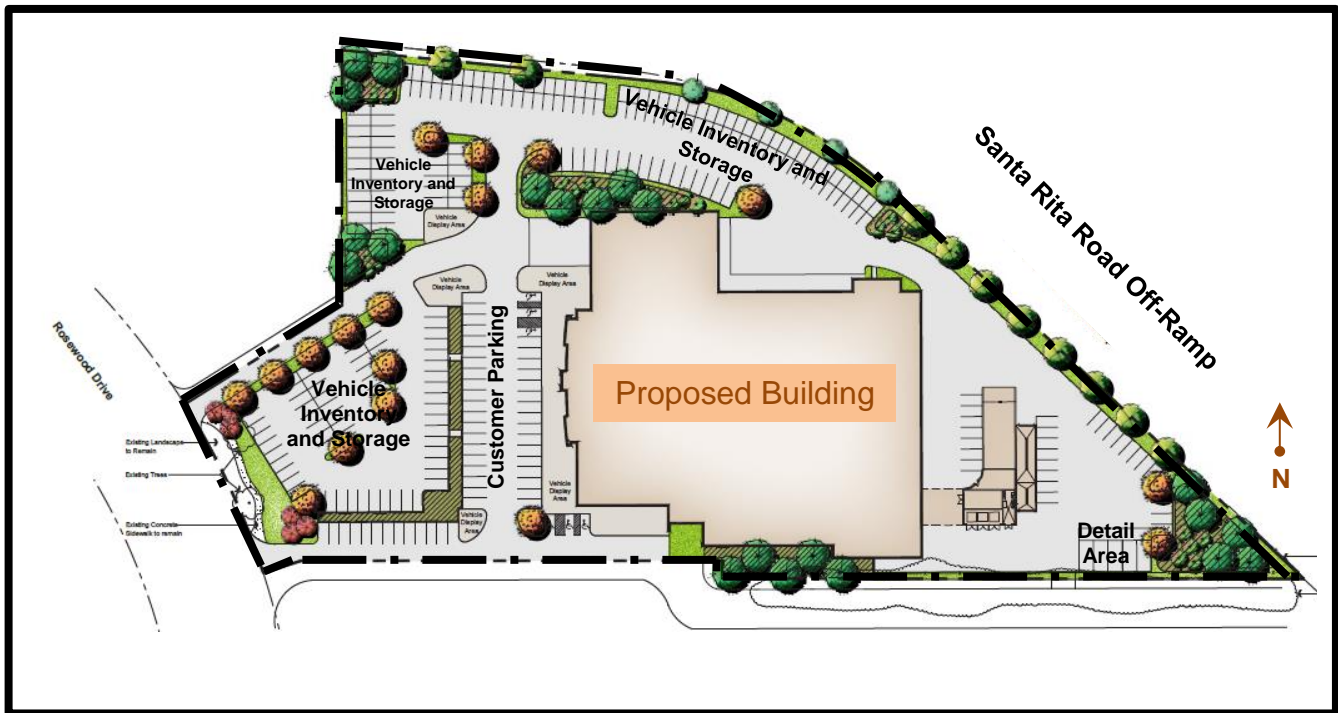 Vehicle Inventory and
Storage
Santa Rita Road Off-Ramp
Vehicle
Inventory and
Storage
Vehicle
Display Area
Vehicle
Display Area
Vehicle
Display Area
Rosewood Drive
Customer Parking
Vehicle
Inventory
and Storage
Proposed Building
N
Existing Landscape
to Remain
Existing Trees
Existing Concrete
Sidewalk to remain
Vehicle
Display
Area
Vehicle
Display
Area
Detail
Area